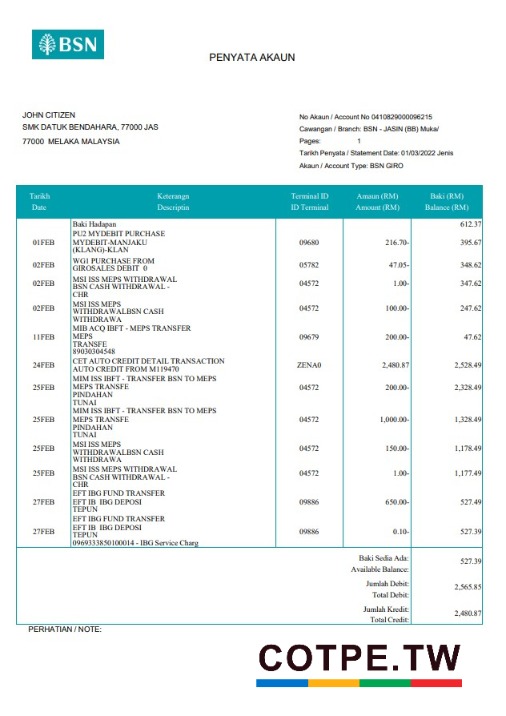 BSN
PENYATA AKAUN
JOHN CITIZEN
SMK DATUK BENDAHARA, 77000 JAS
77000 MELAKA MALAYSIA
No Akaun / Account No 0410829000096215
Cawangan / Branch: BSN - JASIN (BB) Muka/
Pages: 1
Tarikh Penyata / Statement Date: 01/03/2022 Jenis
Akaun / Account Type: BSN GIRO
Tarikh Keterangn Terminal ID Amaun (RM) Baki (RM)
Date Descriptin ID Terminal Amount (RM) Balance (RM)
Baki Hadapan 612.37
PU2 MYDEBIT PURCHASE
01FEB MYDEBIT-MANJAKU 09680 216.70- 395.67
(KLANG)-KLAN
WG1 PURCHASE FROM
02FEB GIROSALES DEBIT 0 05782 47.05- 348.62
MSI ISS MEPS WITHDRAWAL
02FEB BSN CASH WITHDRAWAL - 04572 1.00- 347.62
CHR
MSI ISS MEPS
02FEB WITHDRAWALBSN CASH 04572 100.00- 247.62
WITHDRAWA
MIB ACQ IBFT - MEPS TRANSFER
11FEB MEPS 09679 200.00- 47.62
TRANSFE
89030304548
CET AUTO CREDIT DETAIL TRANSACTION
24FEB AUTO CREDIT FROM M119470 ZENA0 2,480.87 2,528.49
MIM ISS IBFT - TRANSFER BSN TO MEPS
25FEB MEPS TRANSFE 04572 200.00- 2,328.49
PINDAHAN
TUNAI
MIM ISS IBFT - TRANSFER BSN TO MEPS
25FEB MEPS TRANSFE 04572 1,000.00- 1,328.49
PINDAHAN
TUNAI
MSI ISS MEPS
25FEB WITHDRAWALBSN CASH 04572 150.00- 1,178.49
WITHDRAWA
MSI ISS MEPS WITHDRAWAL
25FEB BSN CASH WITHDRAWAL - 04572 1.00- 1,177.49
CHR
EFT IBG FUND TRANSFER
27FEB EFT IB IBG DEPOSI 09886 650.00- 527.49
TEPUN
EFT IBG FUND TRANSFER
27FEB EFT IB IBG DEPOSI 09886 0.10- 527.39
TEPUN
0969333850100014 - IBG Service Charg
Baki Sedia Ada: 527.39
Available Balance:
Jumlah Debit: 2,565.85
Total Debit:
Jumlah Kredit: 2,480.87
Total Credit:
PERHATIAN / NOTE:
COTPE.TW